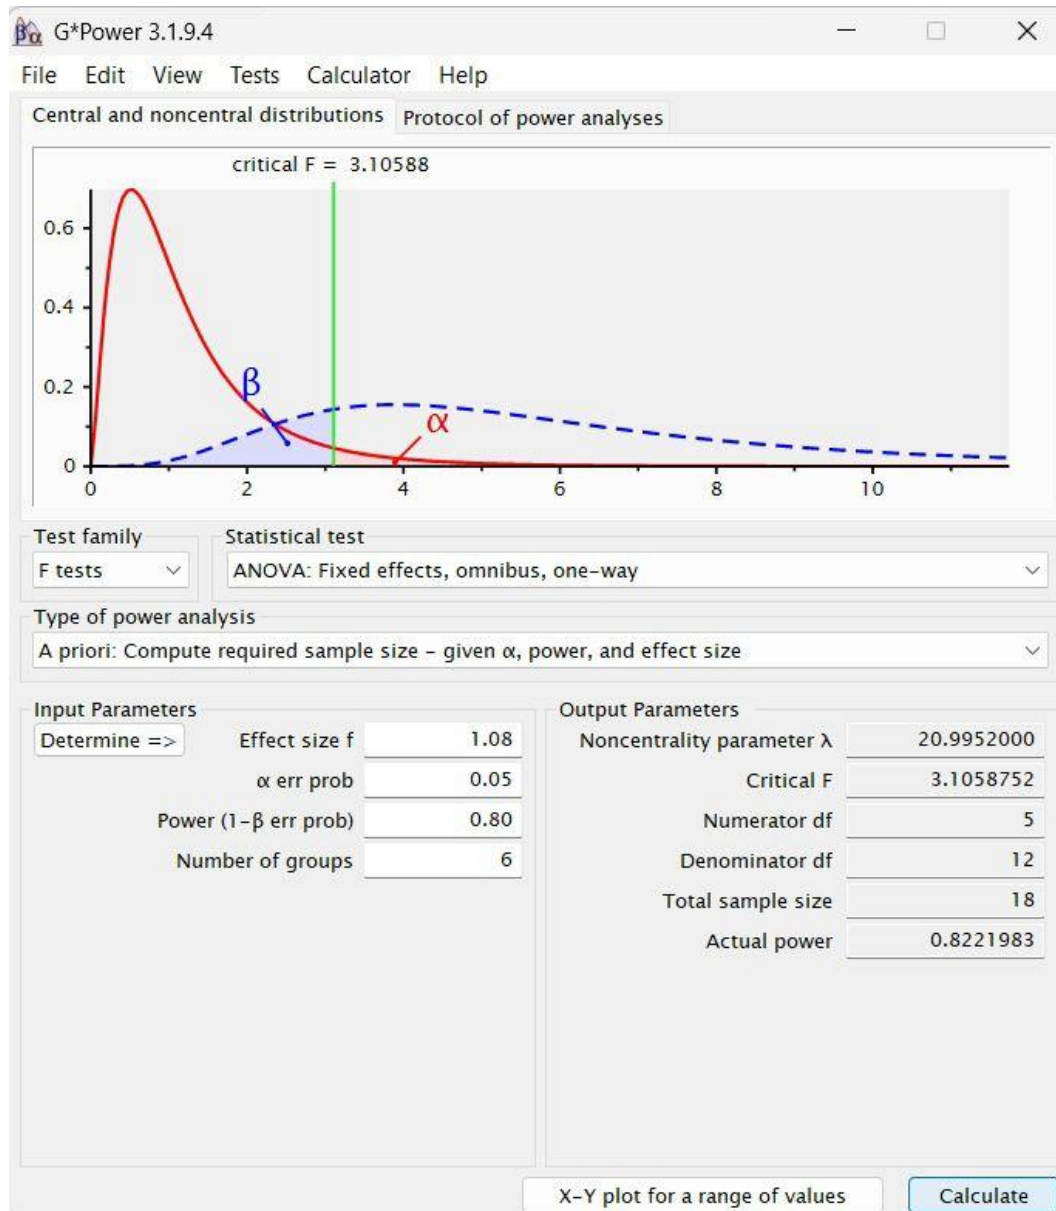 G*Power 3.1.9.4
File Edit View Tests Calculator Help
Central and noncentral distributions Protocol of power analyses
critical F = 3.10588
0.6
0.4
0.2
0
β
α
0 2 4 6 8 10
Test family Statistical test
F tests ANOVA: Fixed effects, omnibus, one-way
Type of power analysis
A priori: Compute required sample size - given α, power, and effect size
Input Parameters
Determine => Effect size f 1.08
α err prob 0.05
Power (1-β err prob) 0.80
Number of groups 6
Output Parameters
Noncentrality parameter λ 20.9952000
Critical F 3.1058752
Numerator df 5
Denominator df 12
Total sample size 18
Actual power 0.8221983
X-Y plot for a range of values Calculate